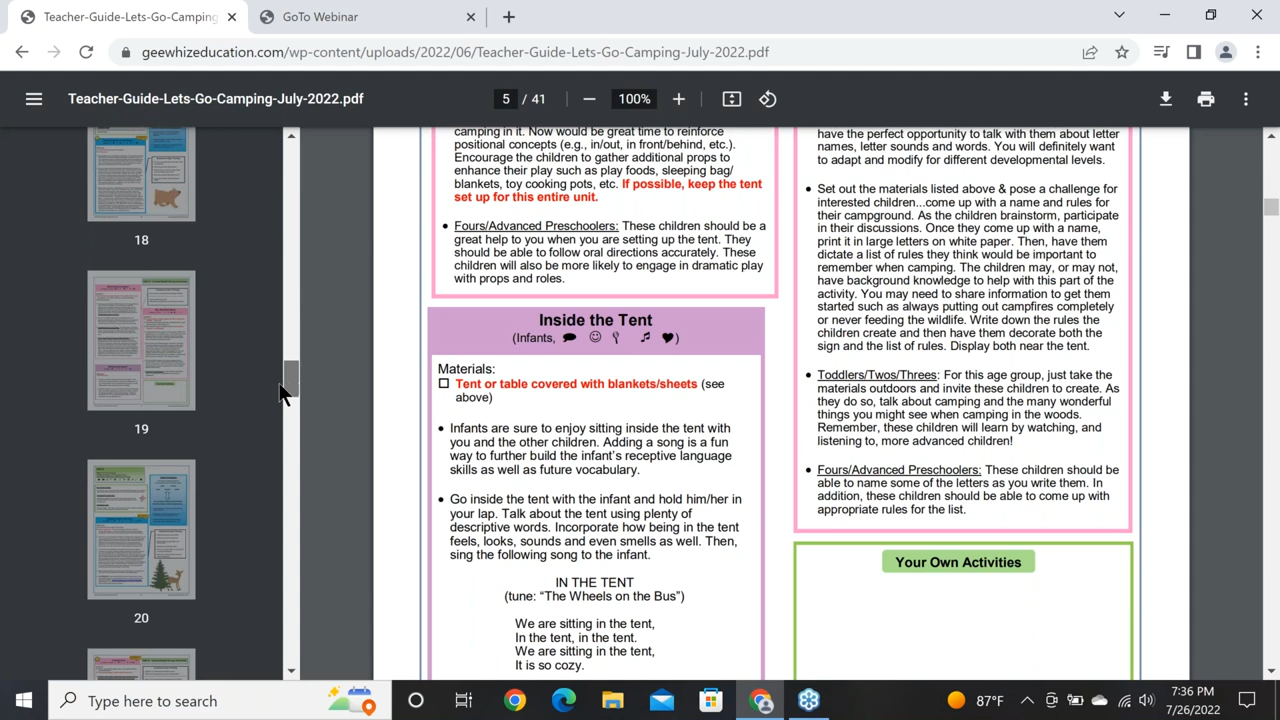 Teacher-Guide-Lets-Go-Camping-
GoTo Webinar
geewhizeducation.com/wp-content/uploads/2022/06/Teacher-Guide-Lets-Go-Camping-July-2022.pdf
Teacher-Guide-Lets-Go-Camping-July-2022.pdf
5 / 41
100%
18
19
20
camping in it. Now would be great time to reinforce
positional concepts (e.g., in/out, in front/behind, etc.).
Encourage the children to gather additional props to
enhance their play such as play foods, sleeping bag/
blankets, toy cooking pots, etc. If possible, keep the tent
set up for this entire unit.
• Fours/Advanced Preschoolers: These children should be a
great help to you when you are setting up the tent. They
should be able to follow oral directions accurately. These
children will also be more likely to engage in dramatic play
with props and roles.
Inside the Tent
(Infants, )
Materials:
Tent or table covered with blankets/sheets (see
above)
• Infants are sure to enjoy sitting inside the tent with
you and the other children. Adding a song is a fun
way to further build the infant's receptive language
skills as well as future vocabulary.
• Go inside the tent with the infant and hold him/her in
your lap. Talk about the tent using plenty of
descriptive words. Incorporate how being in the tent
feels, looks, sounds and even smells as well. Then,
sing the following song to the infant.
IN THE TENT
(tune: "The Wheels on the Bus")
We are sitting in the tent,
In the tent, in the tent.
We are sitting in the tent,
It is so cozy.
have the perfect opportunity to talk with them about letter
names, letter sounds and words. You will definitely want
to adapt and modify for different developmental levels.
• Set out the materials listed above & pose a challenge for
interested children...come up with a name and rules for
their campground. As the children brainstorm, participate
in their discussions. Once they come up with a name,
print it in large letters on white paper. Then, have them
dictate a list of rules they think would be important to
remember when camping. The children may, or may not,
have background knowledge to help with this part of the
activity. You may need to share information to get them
started such as always putting out campfires completely
or never feeding the wildlife. Write down the rules the
children create and then have them decorate both the
sign and the list of rules. Display both near the tent.
• Toddlers/Twos/Threes: For this age group, just take the
materials outdoors and invite these children to create. As
they do so, talk about camping and the many wonderful
things you might see when camping in the woods.
Remember, these children will learn by watching, and
listening to, more advanced children!
• Fours/Advanced Preschoolers: These children should be
able to name some of the letters as you write them. In
addition, these children should be able to come up with
appropriate rules for the list.
Your Own Activities
Type here to search
87°F
7:36 PM
7/26/2022